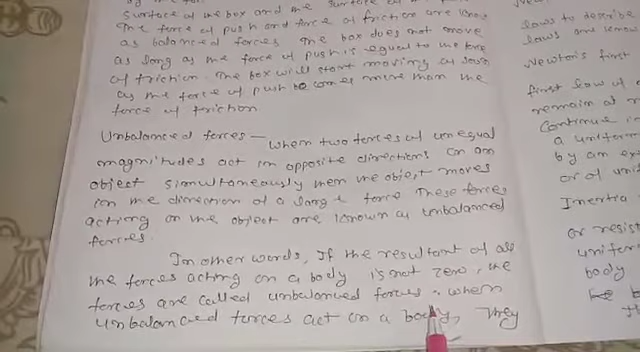 surface of the box and the surface of
The force of push and force of friction are
as balanced forces The box does not move
as long as the force of push is equal to the force
of friction. The box will start moving as soon
as the force of push becomes more than the
force of friction.
Unbalanced forces — when two forces of unequal
magnitudes act in opposite directions on an
object simultaneously then the object moves
in the direction of a large force These forces
acting on the object are known as unbalanced
forces.
In other words, If the resultant of all
the forces acting on a body is not zero, the
forces are called unbalanced forces. when
unbalanced forces act on a body, They
laws to describe
laws are know
Newton's first
first law of
remain at
Continue in
a uniform
by an ex
or of uni
Inertia
or resis
uniform
body